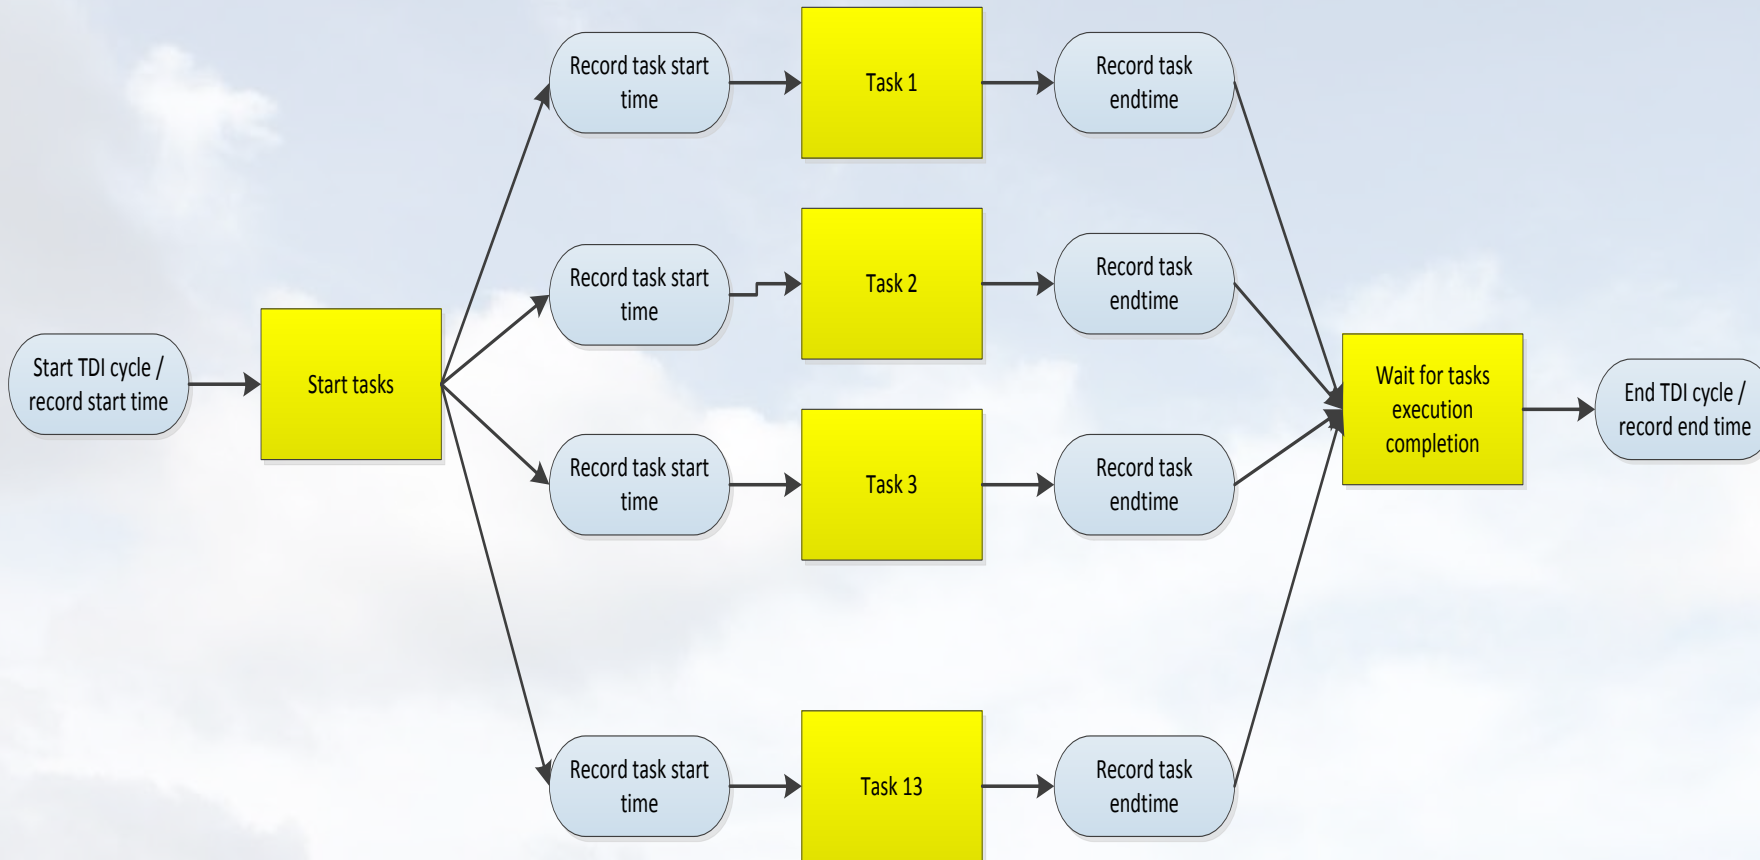 Record task start
time
Task 1
Record task
endtime
Record task start
time
Task 2
Record task
endtime
Start TDI cycle /
record start time
Start tasks
Wait for tasks
execution
completion
End TDI cycle /
record end time
Record task start
time
Task 3
Record task
endtime
Record task start
time
Task 13
Record task
endtime